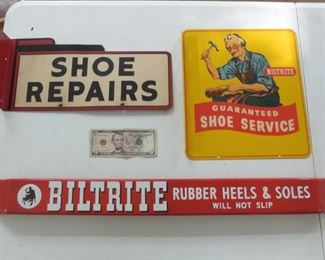 SHOE
REPAIRS
BILTRITE
GUARANTEED
SHOE SERVICE
BILTRITE RUBBER HEELS & SOLES
WILL NOT SLIP